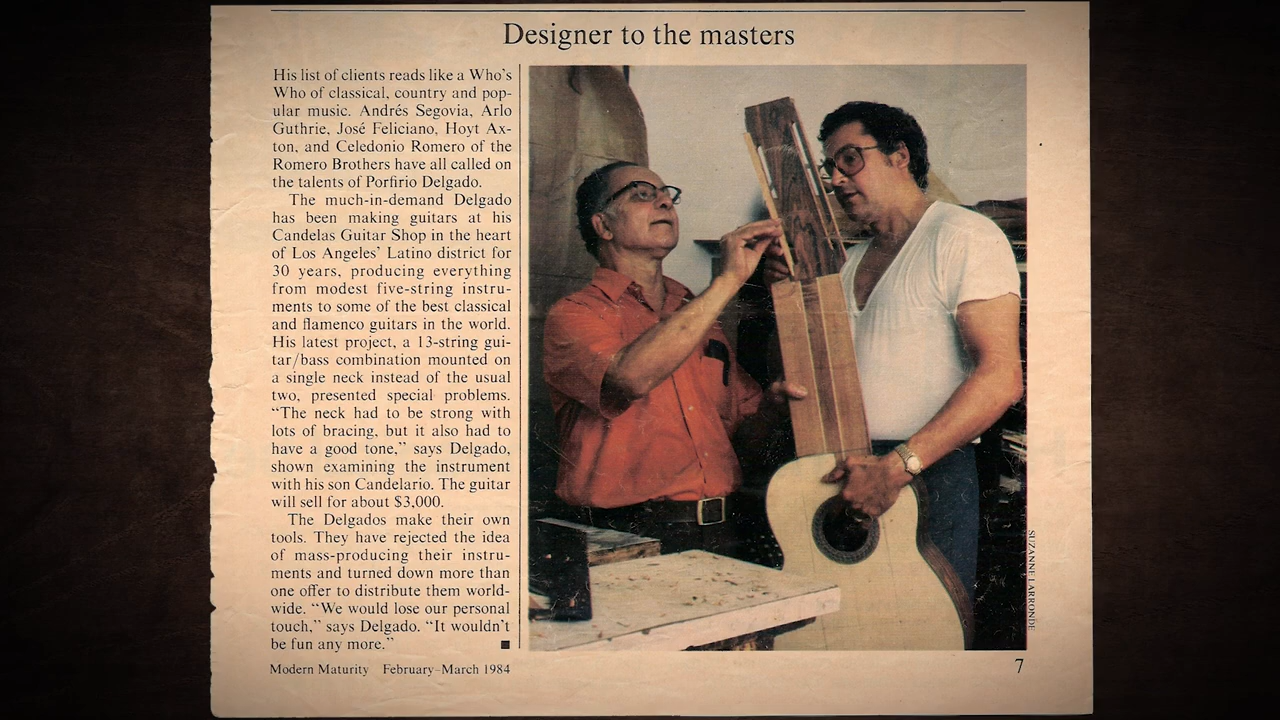 Designer to the masters
His list of clients reads like a Who's
Who of classical, country and pop-
ular music. Andrés Segovia, Arlo
Guthrie, José Feliciano, Hoyt Ax-
ton, and Celedonio Romero of the
Romero Brothers have all called on
the talents of Porfirio Delgado.
The much-in-demand Delgado
has been making guitars at his
Candelas Guitar Shop in the heart
of Los Angeles' Latino district for
30 years, producing everything
from modest five-string instru-
ments to some of the best classical
and flamenco guitars in the world.
His latest project, a 13-string gui-
tar/bass combination mounted on
a single neck instead of the usual
two, presented special problems.
“The neck had to be strong with
lots of bracing, but it also had to
have a good tone,” says Delgado,
shown examining the instrument
with his son Candelario. The guitar
will sell for about $3,000.
The Delgados make their own
tools. They have rejected the idea
of mass-producing their instru-
ments and turned down more than
one offer to distribute them world-
wide. “We would lose our personal
touch,” says Delgado. “It wouldn't
be fun any more.”
SUZANNE LARRONDE
Modern Maturity February–March 1984
7